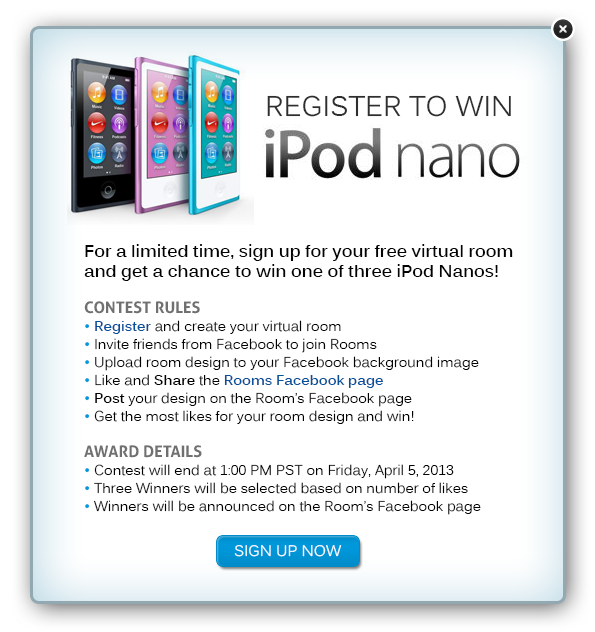 REGISTER TO WIN
iPod nano
For a limited time, sign up for your free virtual room
and get a chance to win one of three iPod Nanos!
CONTEST RULES
• Register and create your virtual room
• Invite friends from Facebook to join Rooms
• Upload room design to your Facebook background image
• Like and Share the Rooms Facebook page
• Post your design on the Room's Facebook page
• Get the most likes for your room design and win!
AWARD DETAILS
• Contest will end at 1:00 PM PST on Friday, April 5, 2013
• Three Winners will be selected based on number of likes
• Winners will be announced on the Room's Facebook page
SIGN UP NOW